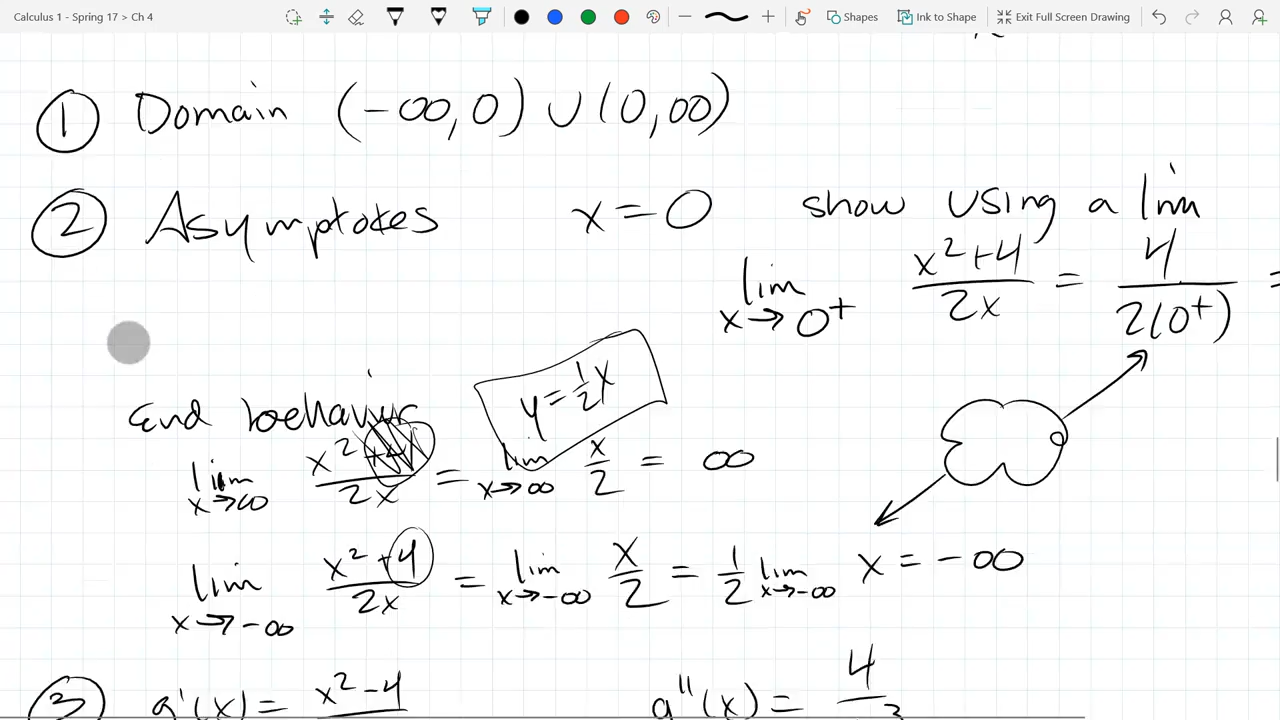 Calculus 1 - Spring 17 > Ch 4
Shapes
Ink to Shape
Exit Full Screen Drawing
① Domain (-∞,0) ∪ (0,∞)
② Asymptotes x = 0 show using a lim
lim x→0+ x²+4 / 2x = 4 / 2(0+) =
y = ½x
End behavior
lim x→∞ x²+4 / 2x = lim x→∞ x/2 = ∞
lim x→-∞ x²+4 / 2x = lim x→-∞ x/2 = ½ lim x→-∞ x = -∞
③ g'(x) = x²-4
g''(x) = 4